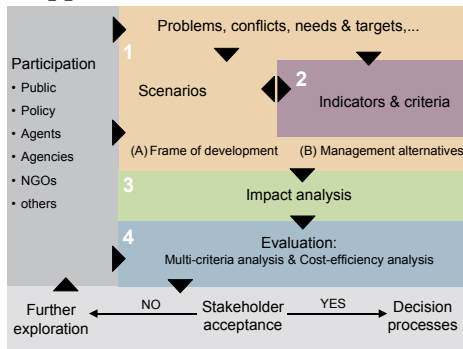 Problems, conflicts, needs & targets,...
1
Participation
• Public
• Policy
• Agents
• Agencies
• NGOs
• others
Scenarios
2
Indicators & criteria
(A) Frame of development
(B) Management alternatives
3
Impact analysis
4
Evaluation:
Multi-criteria analysis & Cost-efficiency analysis
Further
exploration
NO
Stakeholder
acceptance
YES
Decision
processes